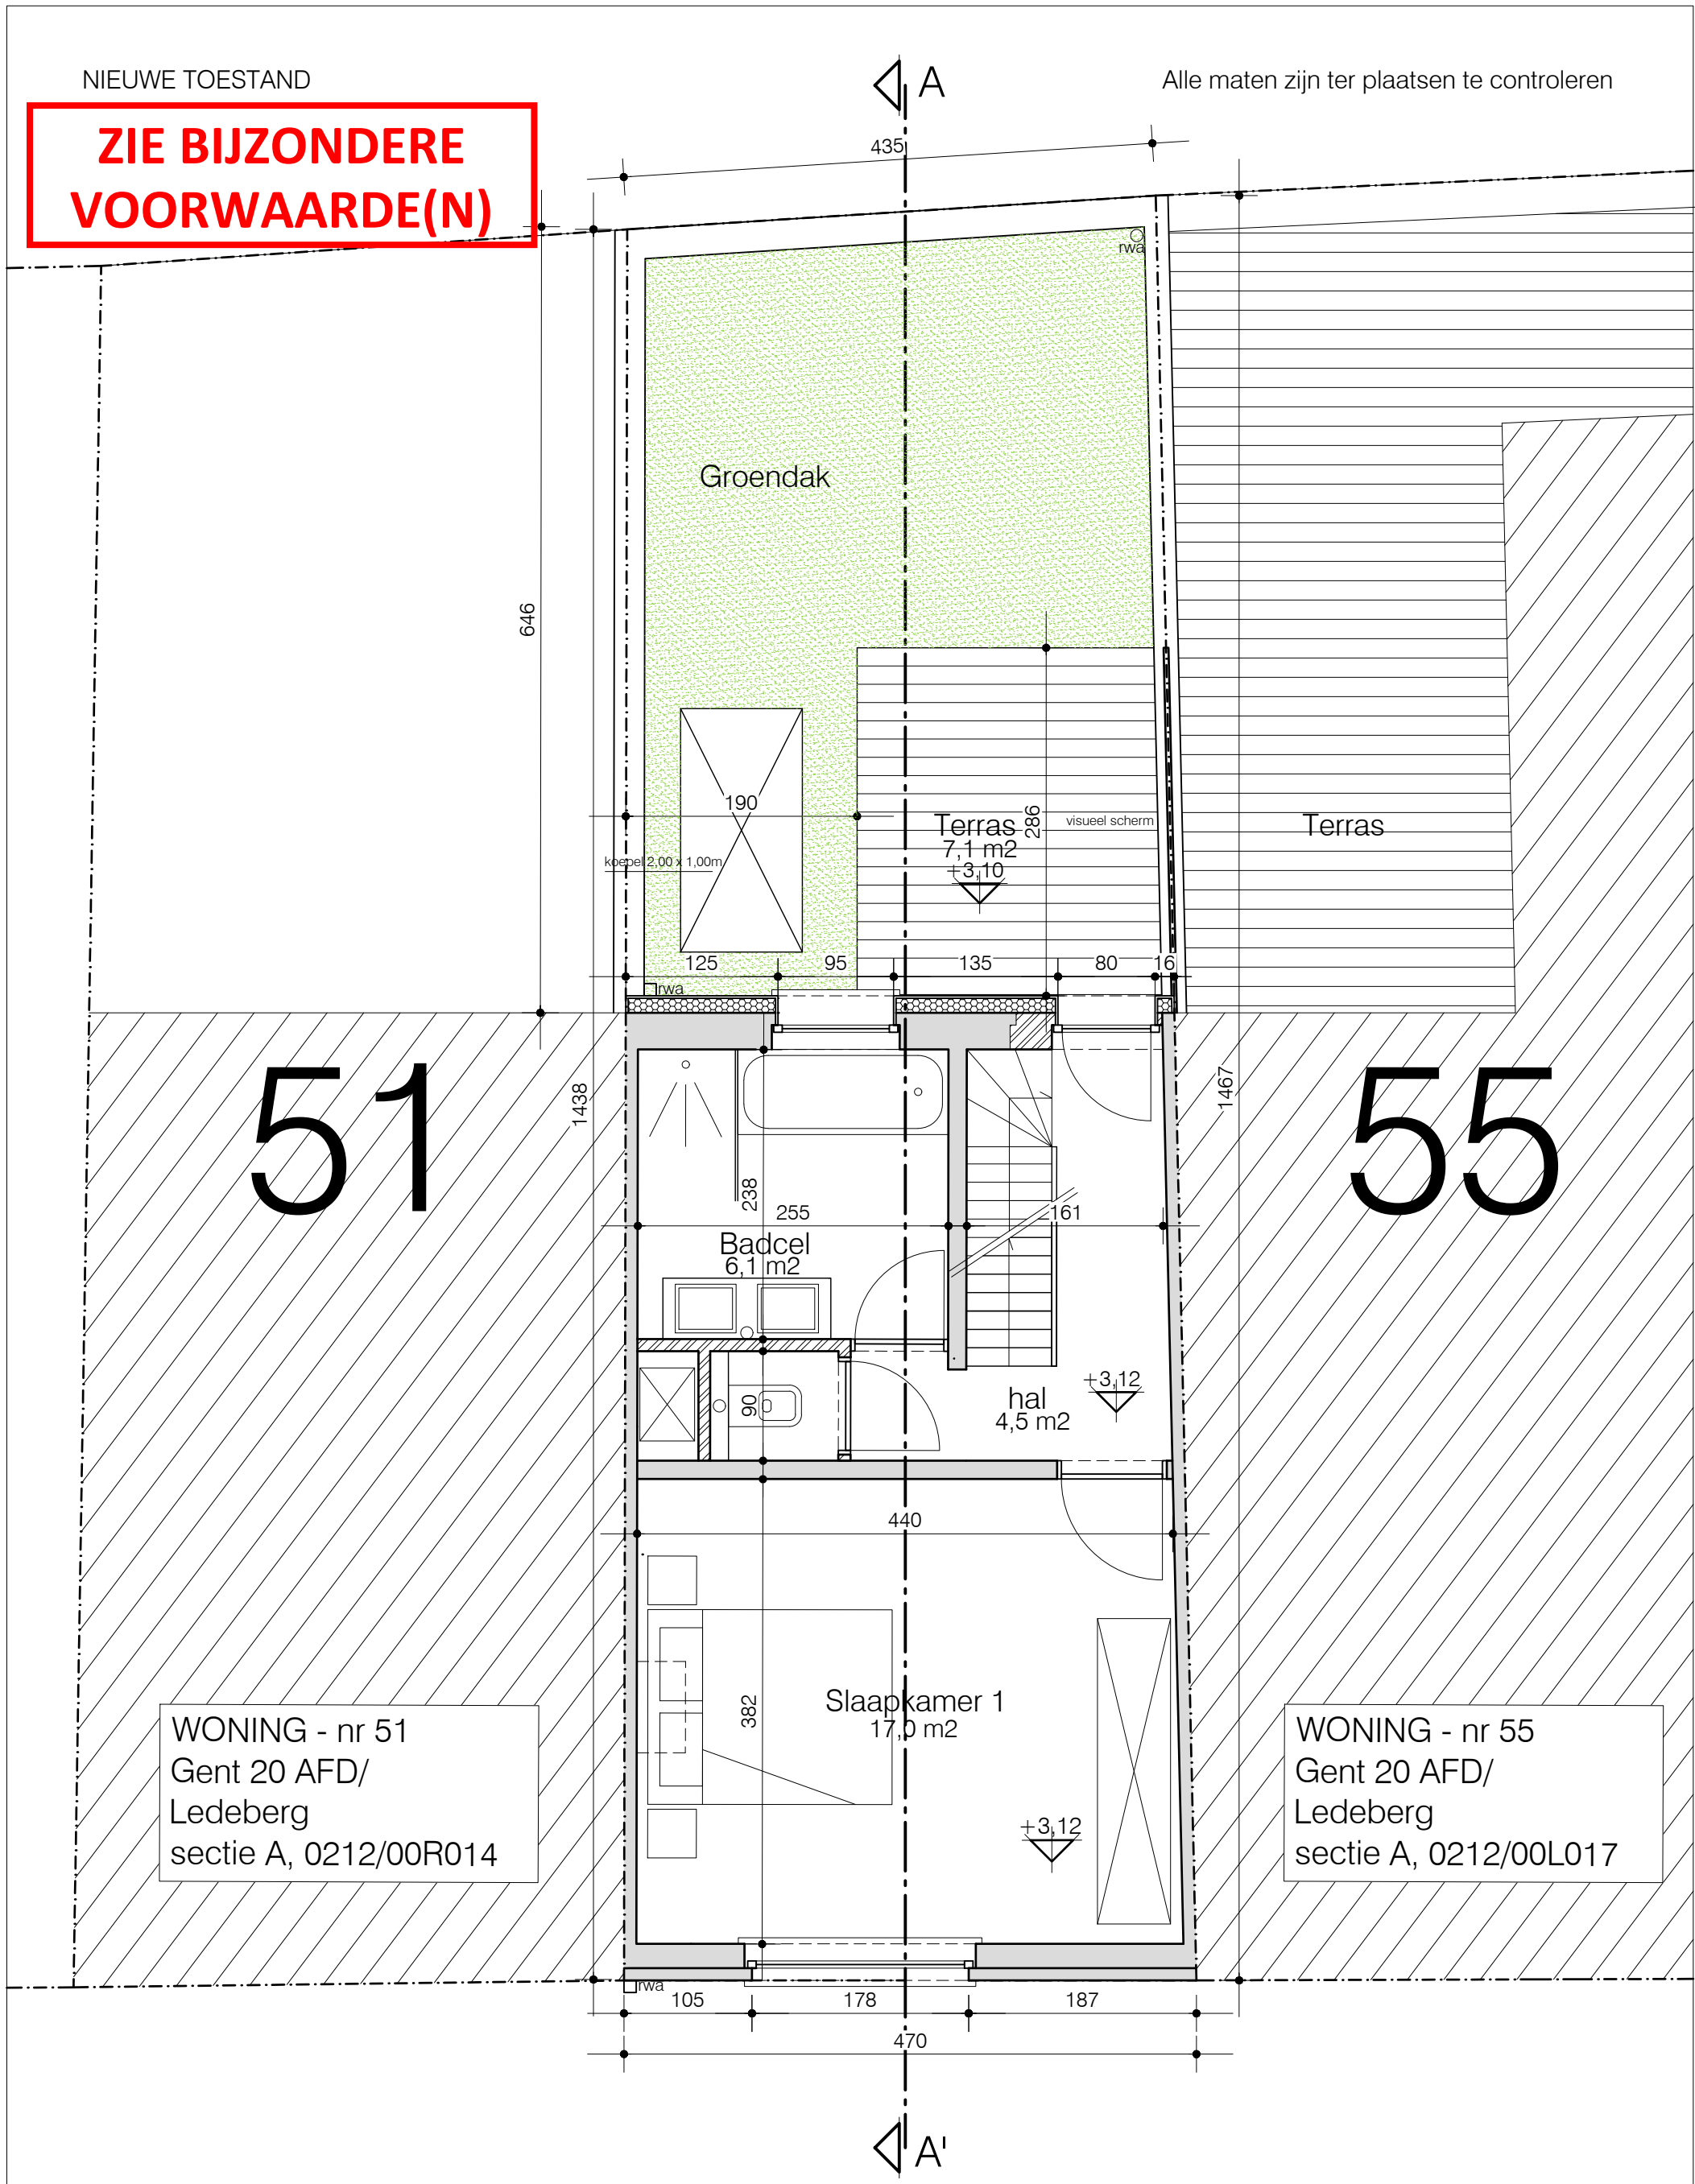 NIEUWE TOESTAND
Alle maten zijn ter plaatsen te controleren
A
ZIE BIJZONDERE
VOORWAARDE(N)
435
rwa
Groendak
646
190
286
Terras
7,1 m2
+3,10
visueel scherm
Terras
koepel 2,00 x 1,00m
125
95
135
80
16
rwa
51
55
1438
1467
238
255
161
Badcel
6,1 m2
90
hal
4,5 m2
+3,12
440
382
Slaapkamer 1
17,0 m2
+3,12
WONING - nr 51
Gent 20 AFD/
Ledeberg
sectie A, 0212/00R014
WONING - nr 55
Gent 20 AFD/
Ledeberg
sectie A, 0212/00L017
rwa
105
178
187
470
A'